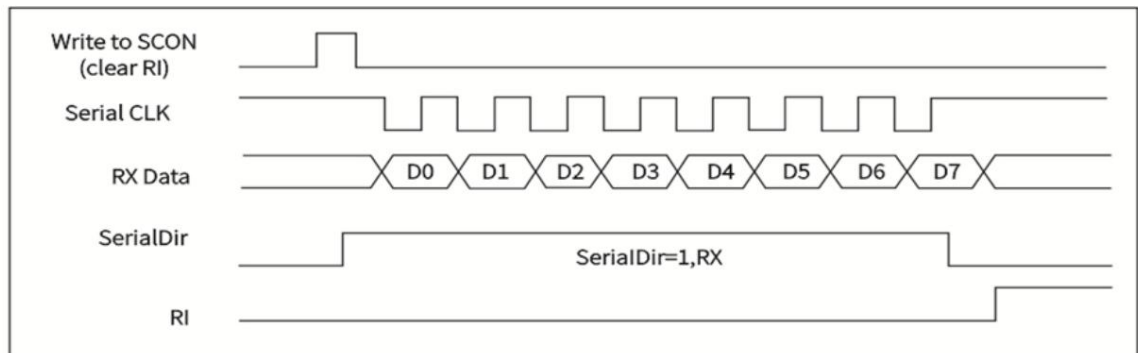 Write to SCON
(clear RI)
Serial CLK
RX Data
D0 D1 D2 D3 D4 D5 D6 D7
SerialDir
SerialDir=1,RX
RI